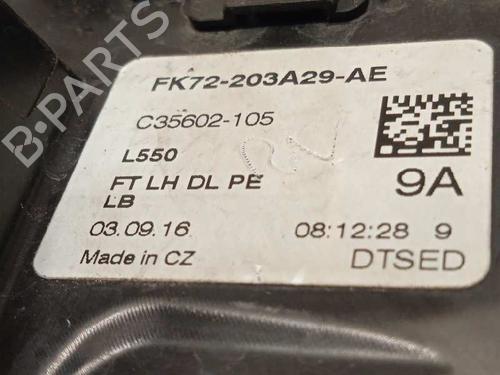 FK72-203A29-AE
C35602-105
L550
FT LH DL PE
9A
LB
03.09.16
08:12:28 9
Made in CZ
DTSED
B-PARTS